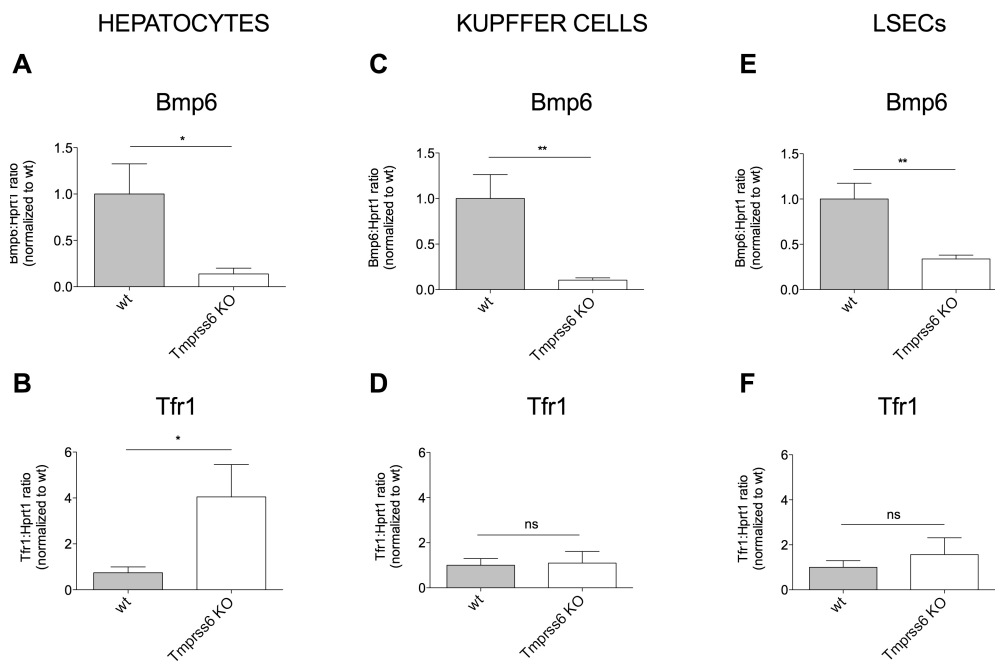 HEPATOCYTES
KUPFFER CELLS
LSECs
A
Bmp6
Bmp6:Hprt1 ratio
(normalized to wt)
1.5
1.0
0.5
0.0
*
wt
Tmprss6 KO
C
Bmp6
Bmp6:Hprt1 ratio
(normalized to wt)
1.5
1.0
0.5
0.0
**
wt
Tmprss6 KO
E
Bmp6
Bmp6:Hprt1 ratio
(normalized to wt)
1.5
1.0
0.5
0.0
**
wt
Tmprss6 KO
B
Tfr1
Tfr1:Hprt1 ratio
(normalized to wt)
6
4
2
0
*
wt
Tmprss6 KO
D
Tfr1
Tfr1:Hprt1 ratio
(normalized to wt)
6
4
2
0
ns
wt
Tmprss6 KO
F
Tfr1
Tfr1:Hprt1 ratio
(normalized to wt)
6
4
2
0
ns
wt
Tmprss6 KO